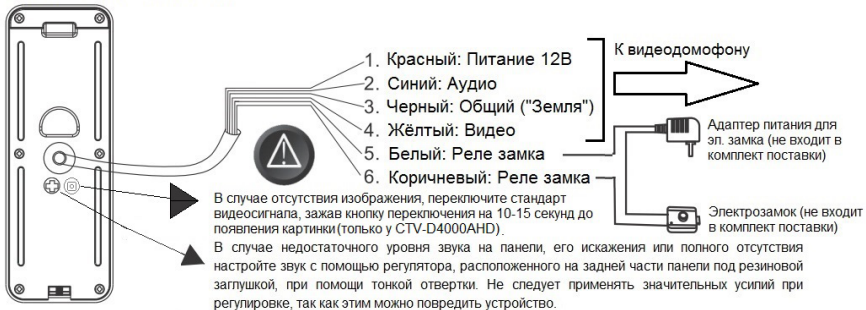 1. Красный: Питание 12В
2. Синий: Аудио
3. Черный: Общий ("Земля")
4. Жёлтый: Видео
5. Белый: Реле замка
6. Коричневый: Реле замка
К видеодомофону
Адаптер питания для
эл. замка (не входит в
комплект поставки)
Электрозамок (не входит
в комплект поставки)
В случае отсутствия изображения, переключите стандарт
видеосигнала, зажав кнопку переключения на 10-15 секунд до
появления картинки (только у CTV-D4000AHD).
В случае недостаточного уровня звука на панели, его искажения или полного отсутствия
настройте звук с помощью регулятора, расположенного на задней части панели под резиновой
заглушкой, при помощи тонкой отвертки. Не следует применять значительных усилий при
регулировке, так как этим можно повредить устройство.